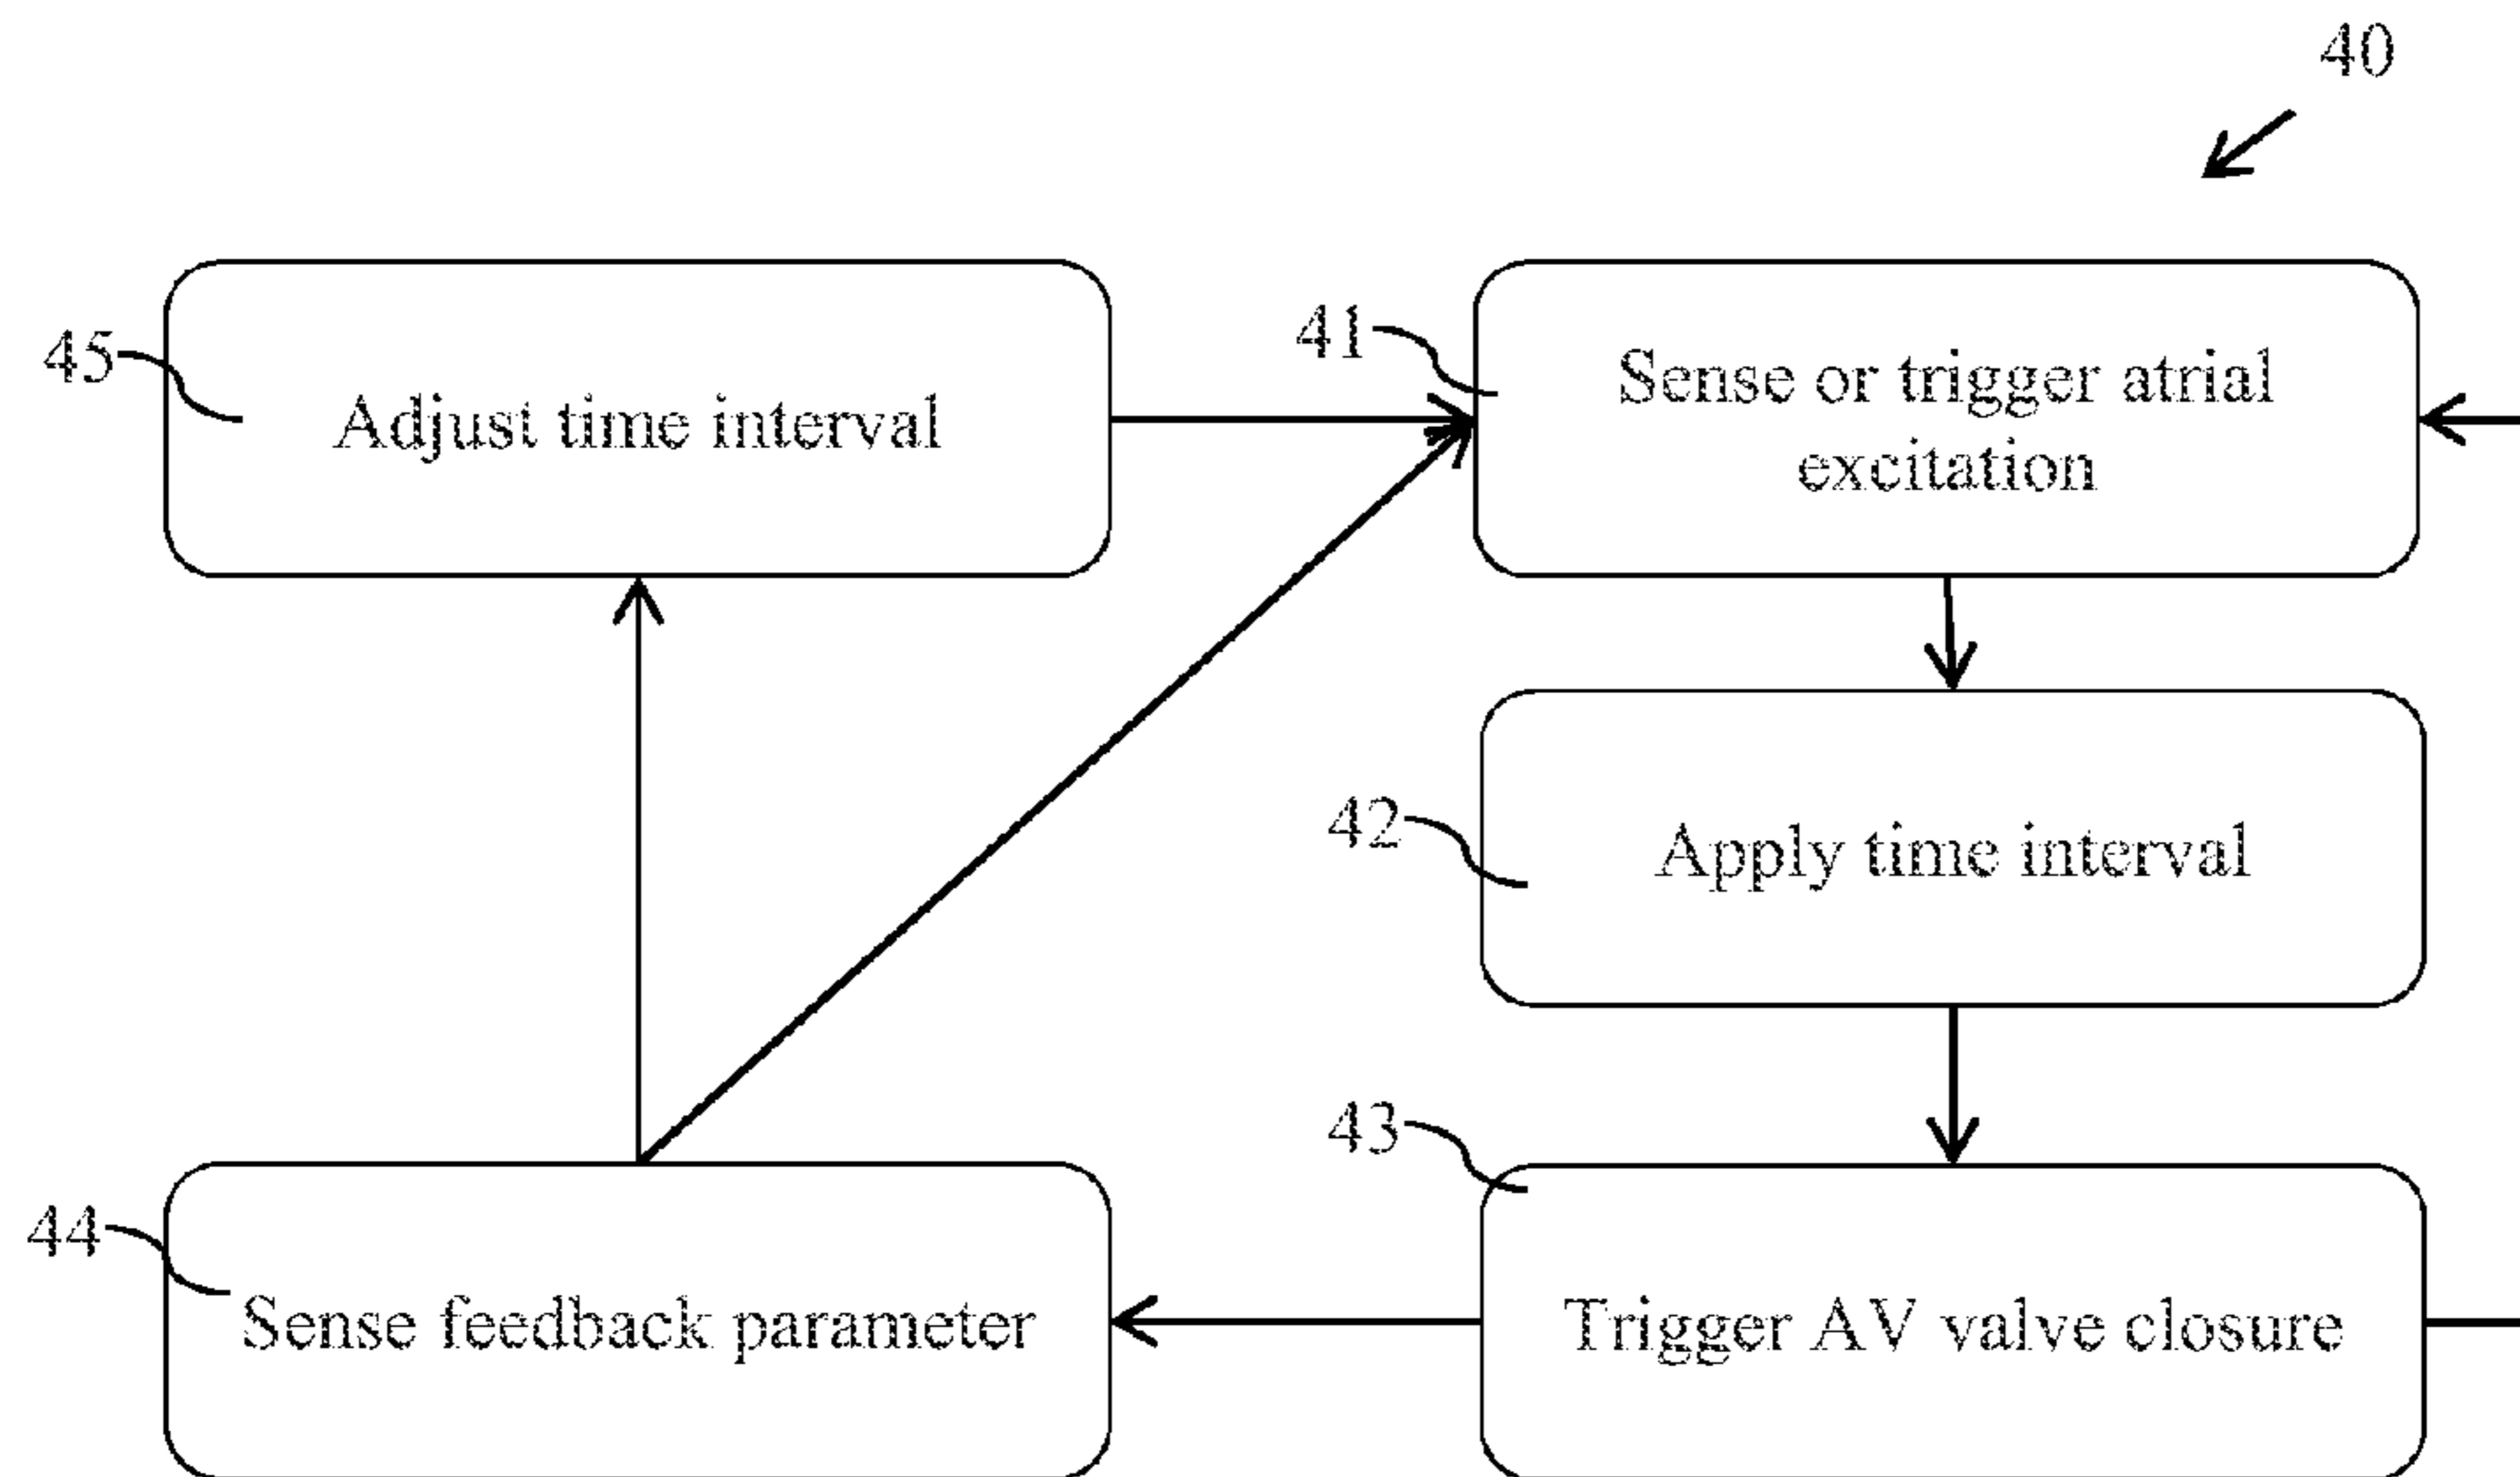 40
45
Adjust time interval
41
Sense or trigger atrial
excitation
42
Apply time interval
43
Trigger AV valve closure
44
Sense feedback parameter